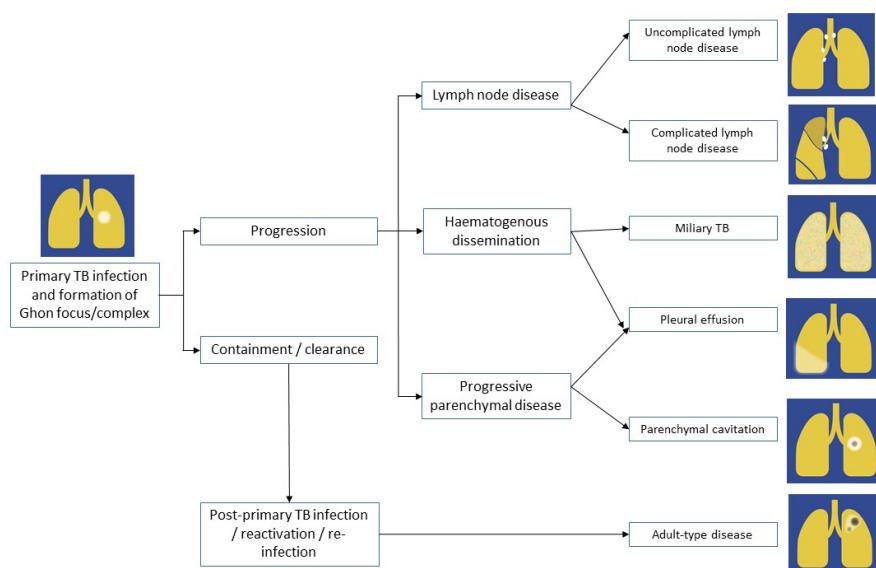 Uncomplicated lymph
node disease
Lymph node disease
Complicated lymph
node disease
Primary TB infection
and formation of
Ghon focus/complex
Progression
Haematogenous
dissemination
Miliary TB
Containment / clearance
Pleural effusion
Progressive
parenchymal disease
Parenchymal cavitation
Post-primary TB infection
/ reactivation / re-
infection
Adult-type disease